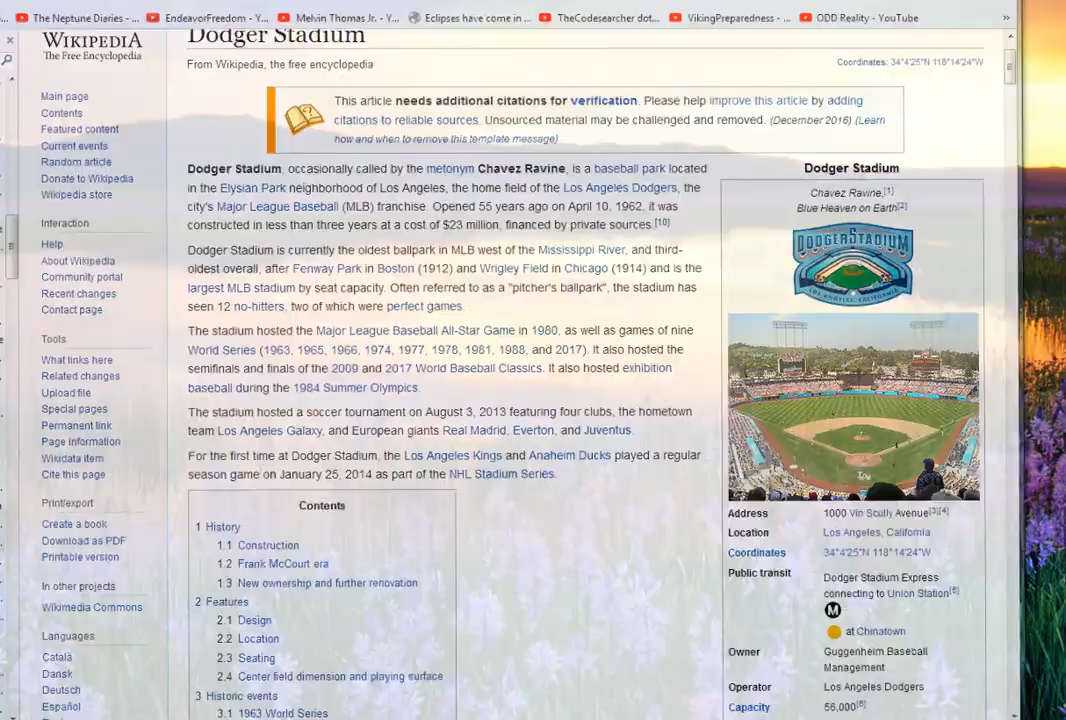 The Neptune Diaries - ...
EndeavorFreedom - Y...
Melvin Thomas Jr. - Y...
Eclipses have come in ...
TheCodesearcher dot...
VikingPreparedness - ...
ODD Reality - YouTube
»
WIKIPEDIA
The Free Encyclopedia
Main page
Contents
Featured content
Current events
Random article
Donate to Wikipedia
Wikipedia store
Interaction
Help
About Wikipedia
Community portal
Recent changes
Contact page
Tools
What links here
Related changes
Upload file
Special pages
Permanent link
Page information
Wikidata item
Cite this page
Print/export
Create a book
Download as PDF
Printable version
In other projects
Wikimedia Commons
Languages
Català
Dansk
Deutsch
Español
Dodger Stadium
From Wikipedia, the free encyclopedia
Coordinates: 34°4′25″N 118°14′24″W
This article needs additional citations for verification. Please help improve this article by adding
citations to reliable sources. Unsourced material may be challenged and removed. (December 2016) (Learn
how and when to remove this template message)
Dodger Stadium, occasionally called by the metonym Chavez Ravine, is a baseball park located
in the Elysian Park neighborhood of Los Angeles, the home field of the Los Angeles Dodgers, the
city's Major League Baseball (MLB) franchise. Opened 55 years ago on April 10, 1962, it was
constructed in less than three years at a cost of $23 million, financed by private sources.[10]
Dodger Stadium is currently the oldest ballpark in MLB west of the Mississippi River, and third-
oldest overall, after Fenway Park in Boston (1912) and Wrigley Field in Chicago (1914) and is the
largest MLB stadium by seat capacity. Often referred to as a "pitcher's ballpark", the stadium has
seen 12 no-hitters, two of which were perfect games.
The stadium hosted the Major League Baseball All-Star Game in 1980, as well as games of nine
World Series (1963, 1965, 1966, 1974, 1977, 1978, 1981, 1988, and 2017). It also hosted the
semifinals and finals of the 2009 and 2017 World Baseball Classics. It also hosted exhibition
baseball during the 1984 Summer Olympics.
The stadium hosted a soccer tournament on August 3, 2013 featuring four clubs, the hometown
team Los Angeles Galaxy, and European giants Real Madrid, Everton, and Juventus.
For the first time at Dodger Stadium, the Los Angeles Kings and Anaheim Ducks played a regular
season game on January 25, 2014 as part of the NHL Stadium Series.
Contents
1 History
1.1 Construction
1.2 Frank McCourt era
1.3 New ownership and further renovation
2 Features
2.1 Design
2.2 Location
2.3 Seating
2.4 Center field dimension and playing surface
3 Historic events
3.1 1963 World Series
Dodger Stadium
Chavez Ravine,[1]
Blue Heaven on Earth[2]
DODGER STADIUM
LOS ANGELES, CALIFORNIA
LA
Address 1000 Vin Scully Avenue[3][4]
Location Los Angeles, California
Coordinates 34°4′25″N 118°14′24″W
Public transit Dodger Stadium Express
connecting to Union Station[5]
M
at Chinatown
Owner Guggenheim Baseball
Management
Operator Los Angeles Dodgers
Capacity 56,000[6]